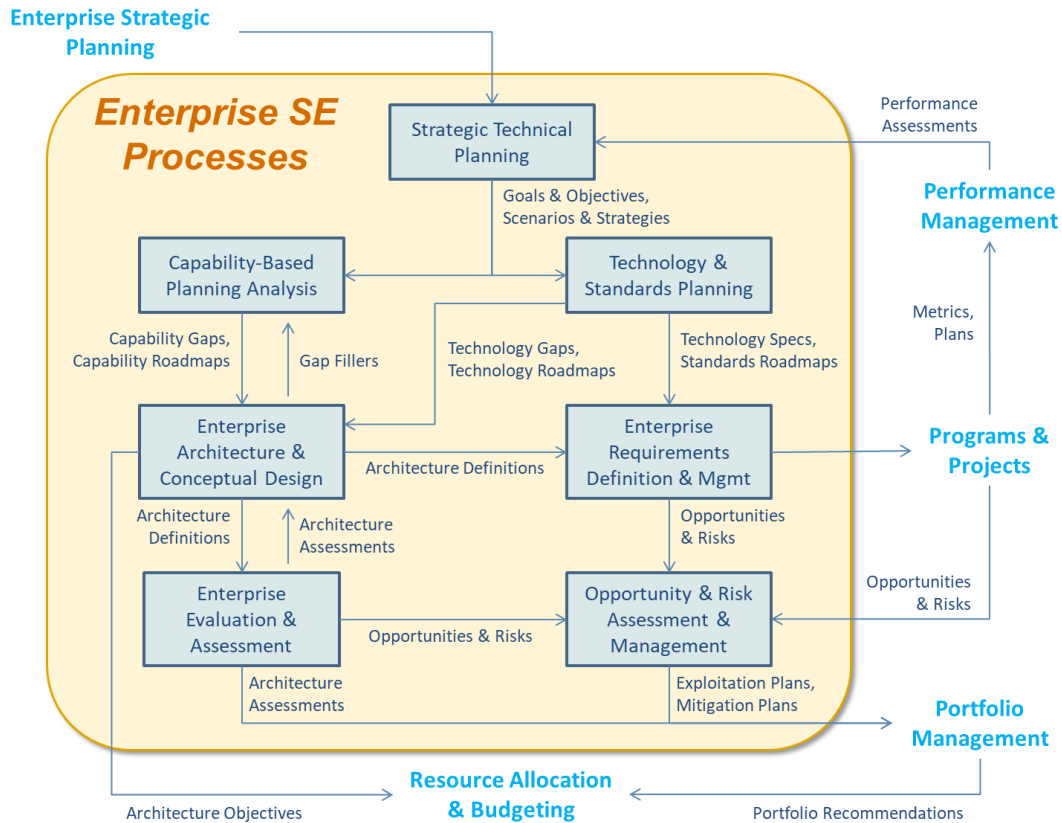 Enterprise Strategic
Planning
Enterprise SE
Processes
Strategic Technical
Planning
Performance
Assessments
Performance
Management
Goals & Objectives,
Scenarios & Strategies
Capability-Based
Planning Analysis
Technology &
Standards Planning
Metrics,
Plans
Capability Gaps,
Capability Roadmaps
Gap Fillers
Technology Gaps,
Technology Roadmaps
Technology Specs,
Standards Roadmaps
Enterprise
Architecture &
Conceptual Design
Architecture Definitions
Enterprise
Requirements
Definition & Mgmt
Programs &
Projects
Architecture
Definitions
Architecture
Assessments
Opportunities
& Risks
Opportunities
& Risks
Enterprise
Evaluation &
Assessment
Opportunities & Risks
Opportunity & Risk
Assessment &
Management
Architecture
Assessments
Exploitation Plans,
Mitigation Plans
Portfolio
Management
Resource Allocation
& Budgeting
Architecture Objectives
Portfolio Recommendations